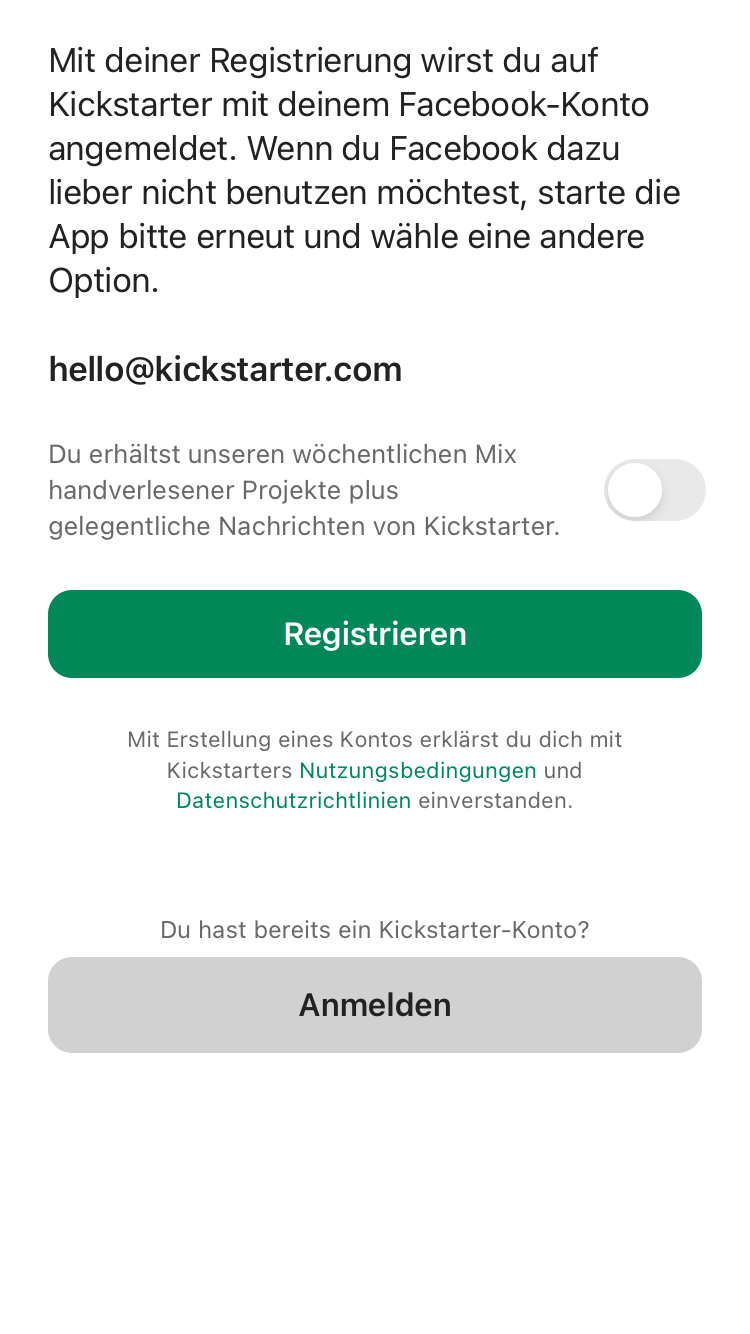 Mit deiner Registrierung wirst du auf
Kickstarter mit deinem Facebook-Konto
angemeldet. Wenn du Facebook dazu
lieber nicht benutzen möchtest, starte die
App bitte erneut und wähle eine andere
Option.
hello@kickstarter.com
Du erhältst unseren wöchentlichen Mix
handverlesener Projekte plus
gelegentliche Nachrichten von Kickstarter.
Registrieren
Mit Erstellung eines Kontos erklärst du dich mit
Kickstarters Nutzungsbedingungen und
Datenschutzrichtlinien einverstanden.
Du hast bereits ein Kickstarter-Konto?
Anmelden